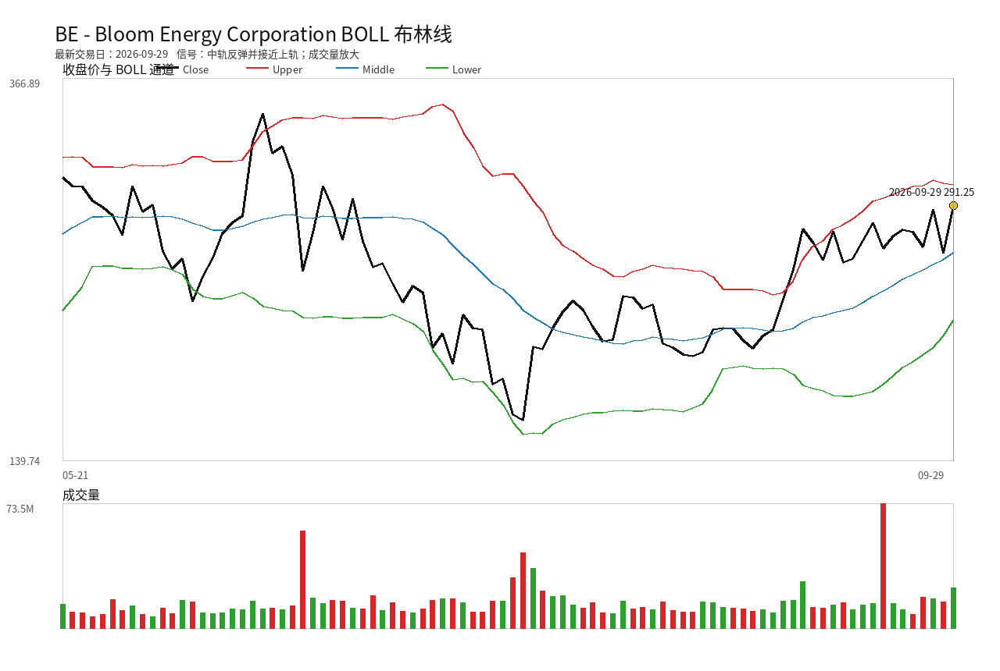 BE - Bloom Energy Corporation BOLL 布林线
最新交易日：2026-09-29 信号：中轨反弹并接近上轨；成交量放大
收盘价与 BOLL 通道 Close Upper Middle Lower
366.89
2026-09-29 291.25
139.74
05-21 09-29
成交量
73.5M